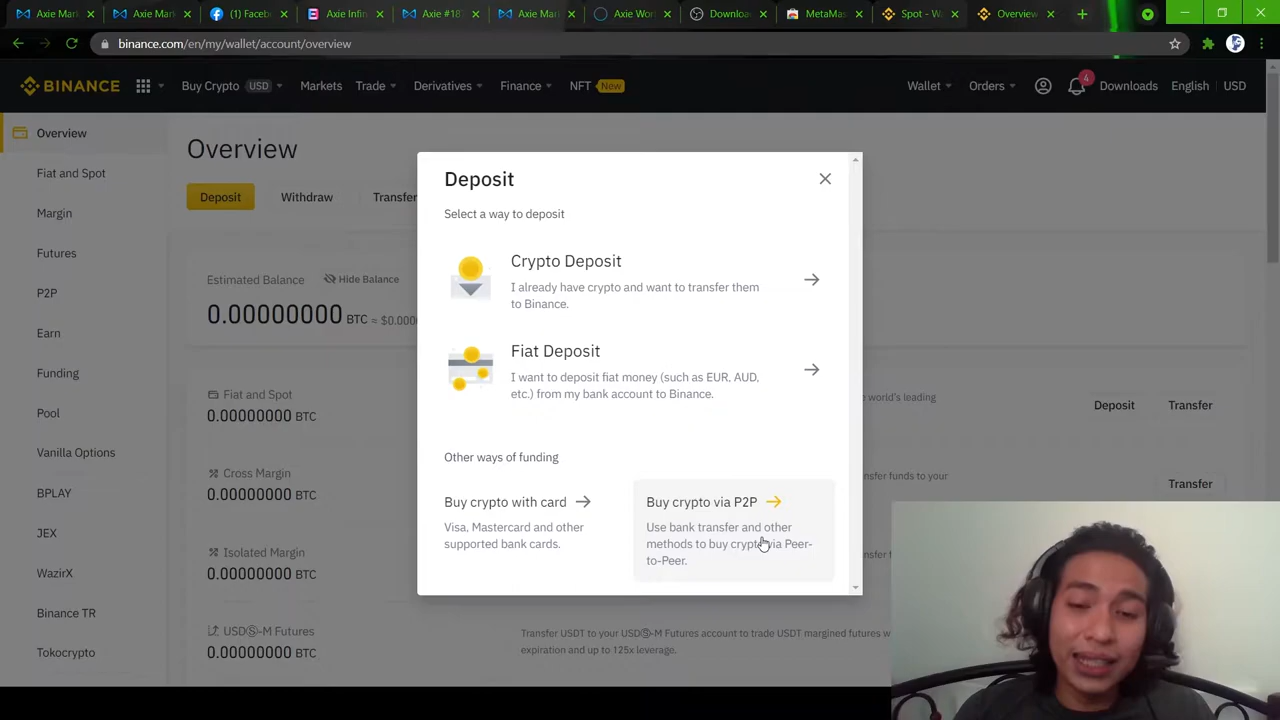 Axie Mark
Axie Mark
(1) Faceb
Axie Infin
Axie #18
Axie Mar
Axie Wor
Downloa
MetaMas
Spot - W
Overview
binance.com/en/my/wallet/account/overview
BINANCE
Buy Crypto USD
Markets
Trade
Derivatives
Finance
NFT New
Wallet
Orders
4
Downloads
English
USD
Overview
Fiat and Spot
Margin
Futures
P2P
Earn
Funding
Pool
Vanilla Options
BPLAY
JEX
WazirX
Binance TR
Tokocrypto
Overview
Deposit
Withdraw
Transfer
Estimated Balance
Hide Balance
0.00000000 BTC ≈ $0.0000
Fiat and Spot
0.00000000 BTC
e world's leading
Deposit
Transfer
Cross Margin
0.00000000 BTC
nsfer funds to your
Transfer
Isolated Margin
0.00000000 BTC
USDⓈ-M Futures
0.00000000 BTC
Transfer USDT to your USDⓈ-M Futures account to trade USDT margined futures w
expiration and up to 125x leverage.
Deposit
Select a way to deposit
Crypto Deposit
I already have crypto and want to transfer them
to Binance.
Fiat Deposit
I want to deposit fiat money (such as EUR, AUD,
etc.) from my bank account to Binance.
Other ways of funding
Buy crypto with card
Visa, Mastercard and other
supported bank cards.
Buy crypto via P2P
Use bank transfer and other
methods to buy crypto via Peer-
to-Peer.